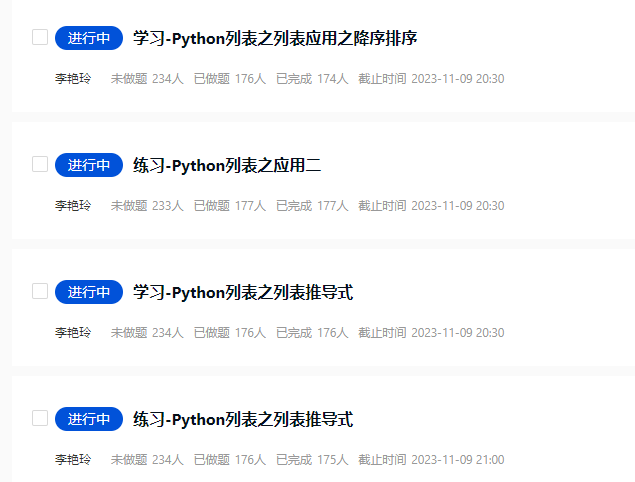 进行中 学习-Python列表之列表应用之降序排序
李艳玲 未做题 234人 已做题 176人 已完成 174人 截止时间 2023-11-09 20:30
进行中 练习-Python列表之应用二
李艳玲 未做题 233人 已做题 177人 已完成 177人 截止时间 2023-11-09 20:30
进行中 学习-Python列表之列表推导式
李艳玲 未做题 234人 已做题 176人 已完成 176人 截止时间 2023-11-09 20:30
进行中 练习-Python列表之列表推导式
李艳玲 未做题 234人 已做题 176人 已完成 175人 截止时间 2023-11-09 21:00